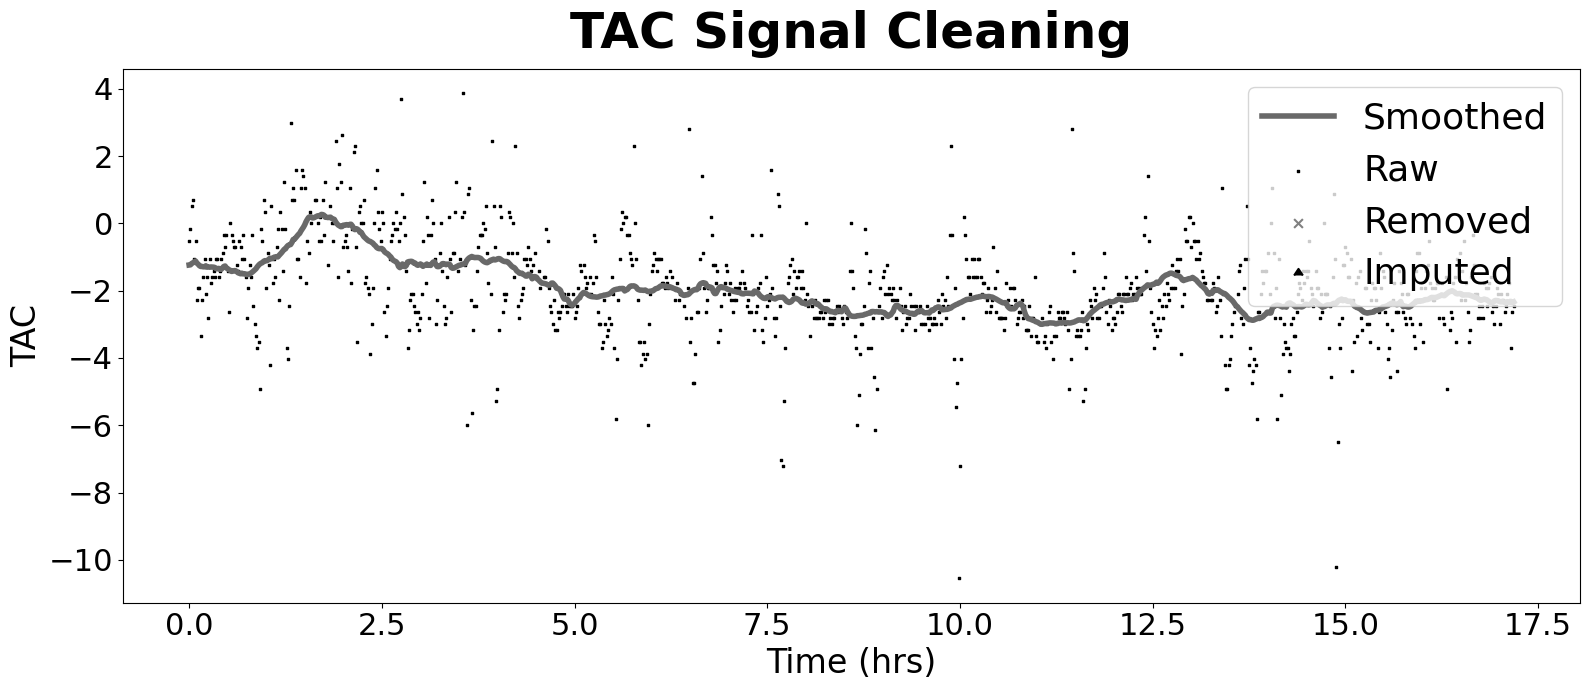 TAC Signal Cleaning
4
2
0
−2
−4
−6
−8
−10
TAC
Smoothed
Raw
Removed
Imputed
0.0 2.5 5.0 7.5 10.0 12.5 15.0 17.5
Time (hrs)